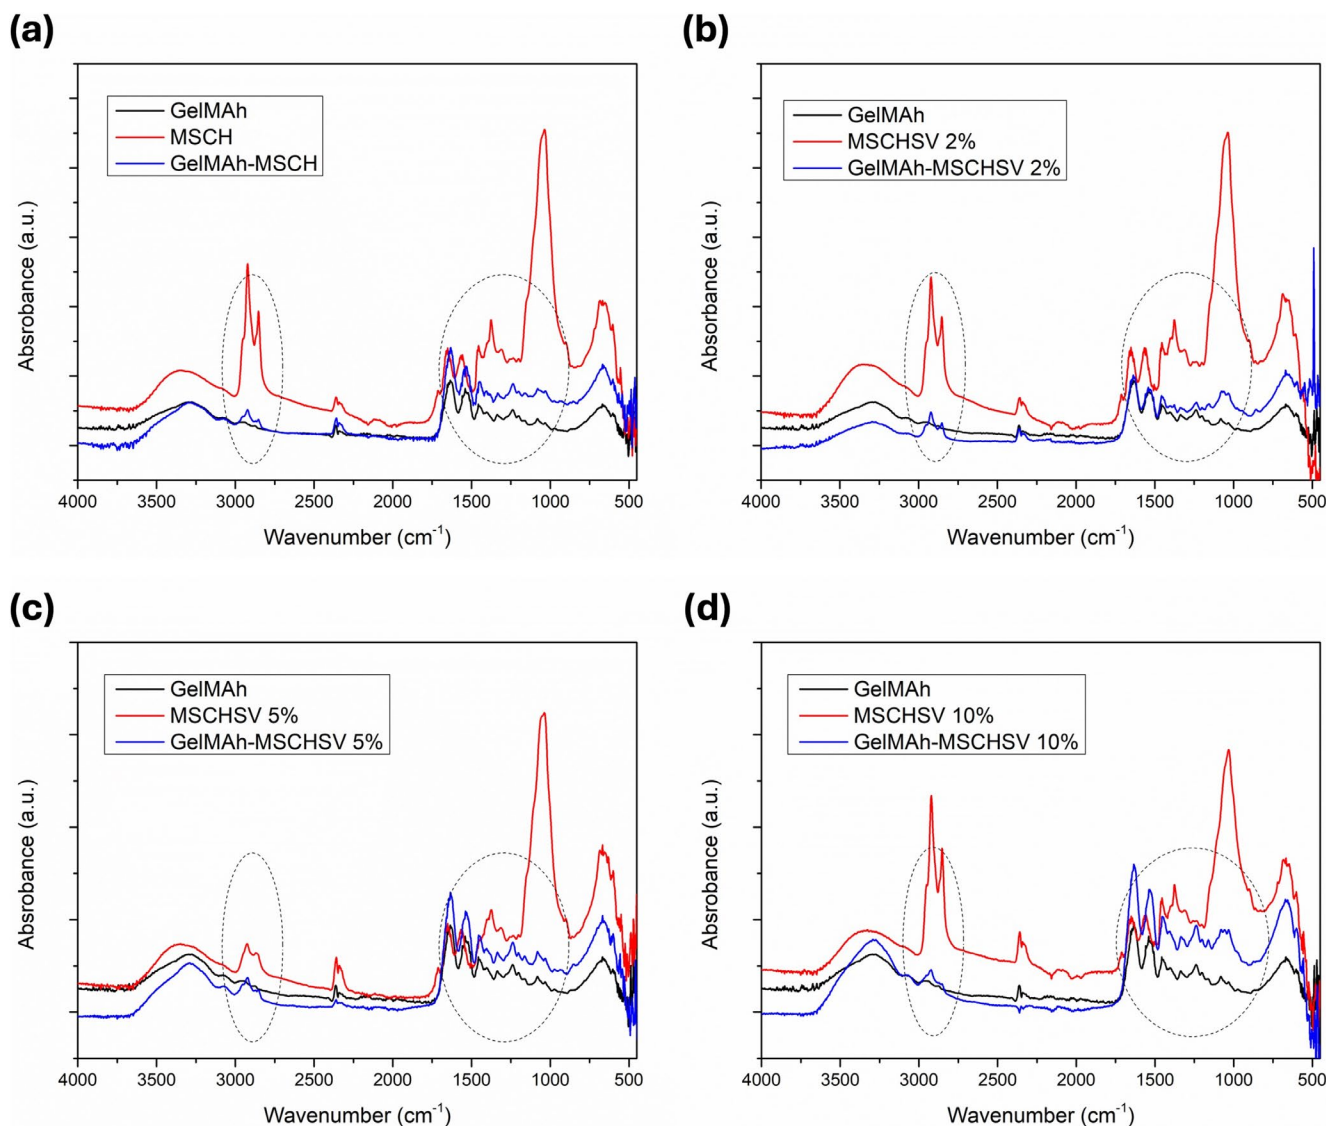 (a)
GelMAh
MSCH
GelMAh-MSCH
Absrobance (a.u.)
4000 3500 3000 2500 2000 1500 1000 500
Wavenumber (cm-1)
(b)
GelMAh
MSCHSV 2%
GelMAh-MSCHSV 2%
Absorbance (a.u.)
4000 3500 3000 2500 2000 1500 1000 500
Wavenumber (cm-1)
(c)
GelMAh
MSCHSV 5%
GelMAh-MSCHSV 5%
Absrobance (a.u.)
4000 3500 3000 2500 2000 1500 1000 500
Wavenumber (cm-1)
(d)
GelMAh
MSCHSV 10%
GelMAh-MSCHSV 10%
Absrobance (a.u.)
4000 3500 3000 2500 2000 1500 1000 500
Wavenumber (cm-1)